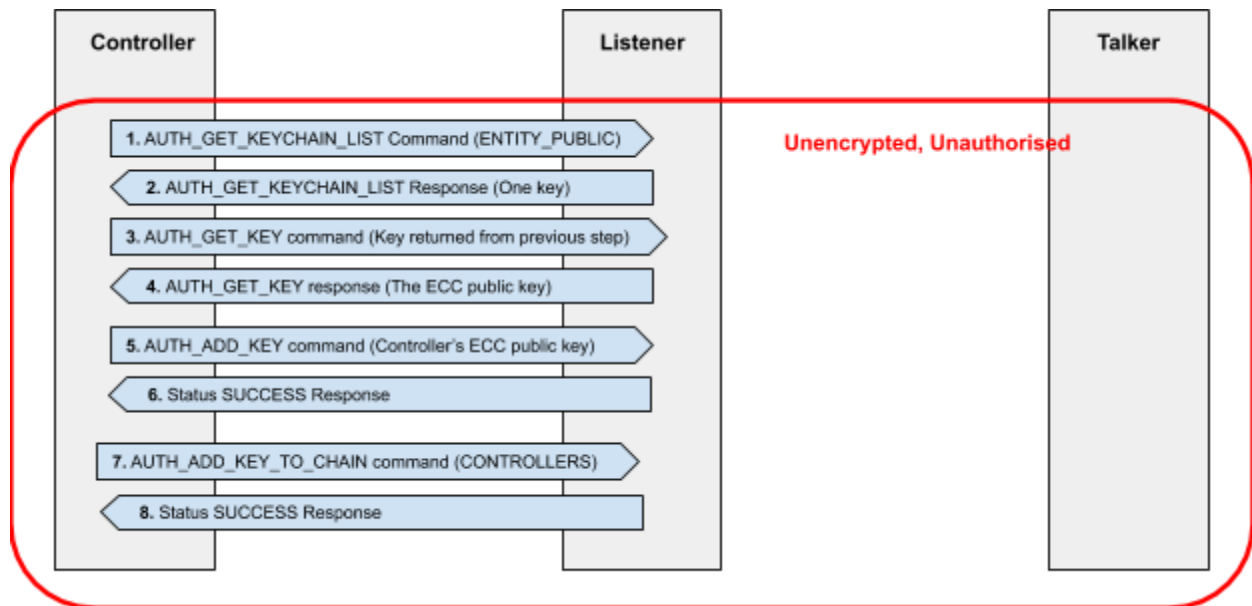 Controller
Listener
Talker
Unencrypted, Unauthorised
1. AUTH_GET_KEYCHAIN_LIST Command (ENTITY_PUBLIC)
2. AUTH_GET_KEYCHAIN_LIST Response (One key)
3. AUTH_GET_KEY command (Key returned from previous step)
4. AUTH_GET_KEY response (The ECC public key)
5. AUTH_ADD_KEY command (Controller's ECC public key)
6. Status SUCCESS Response
7. AUTH_ADD_KEY_TO_CHAIN command (CONTROLLERS)
8. Status SUCCESS Response